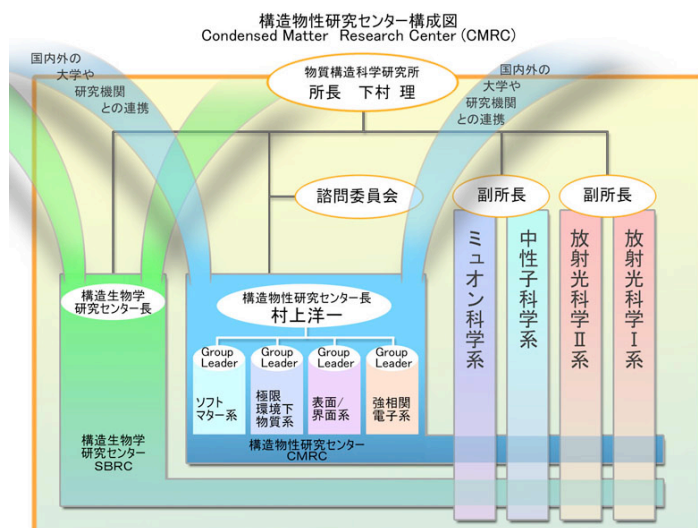 構造物性研究センター構成図
Condensed Matter Research Center (CMRC)
国内外の
大学や
研究機関
との連携
物質構造科学研究所
所長 下村 理
国内外の
大学や
研究機関
との連携
諮問委員会
副所長
副所長
構造生物学
研究センター長
構造物性研究センター長
村上洋一
Group
Leader
ソフト
マター系
Group
Leader
極限
環境下
物質系
Group
Leader
表面/
界面系
Group
Leader
強相関
電子系
ミュオン科学系
中性子科学系
放射光科学Ⅱ系
放射光科学Ⅰ系
構造生物学
研究センター
SBRC
構造物性研究センター
CMRC